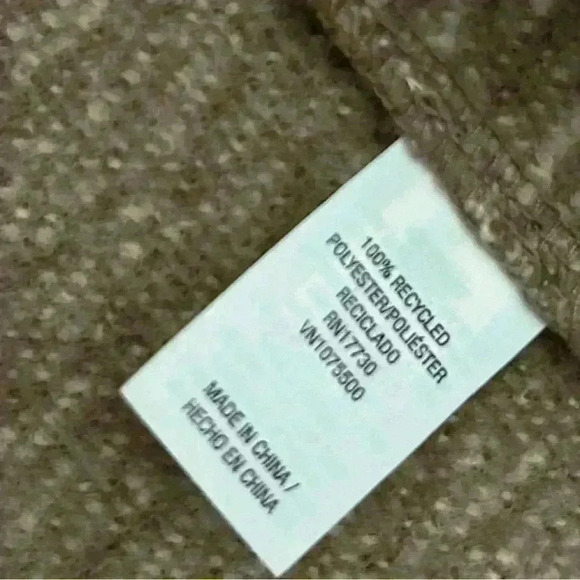 100% RECYCLED
POLYESTER/POLIÉSTER
RECICLADO
RN17730
VN1075500
MADE IN CHINA /
HECHO EN CHINA